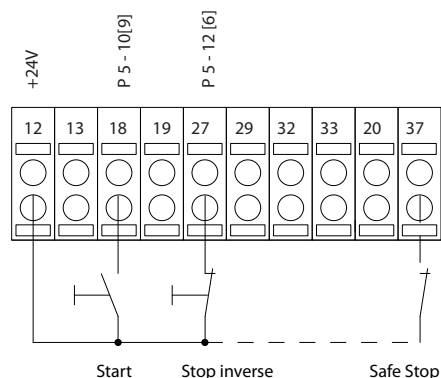 +24V
P 5 - 10[9]
P 5 - 12 [6]
12 13 18 19 27 29 32 33 20 37
Start Stop inverse Safe Stop